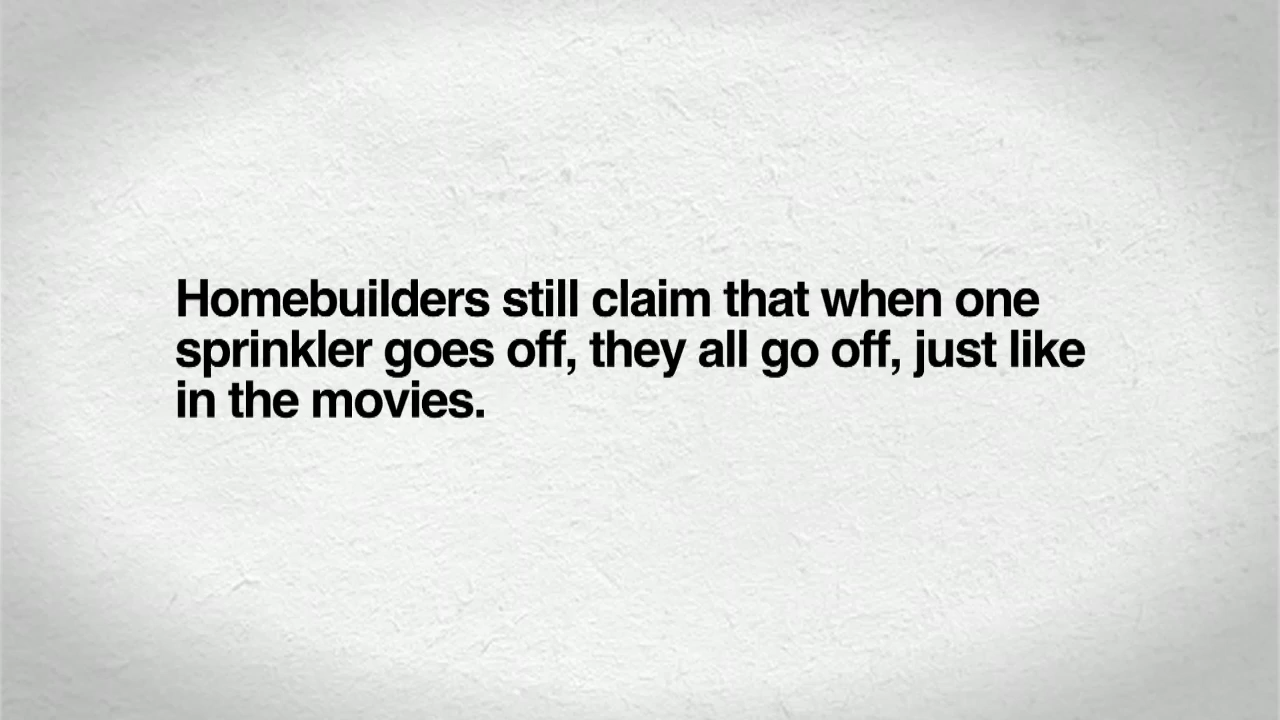 Homebuilders still claim that when one
sprinkler goes off, they all go off, just like
in the movies.